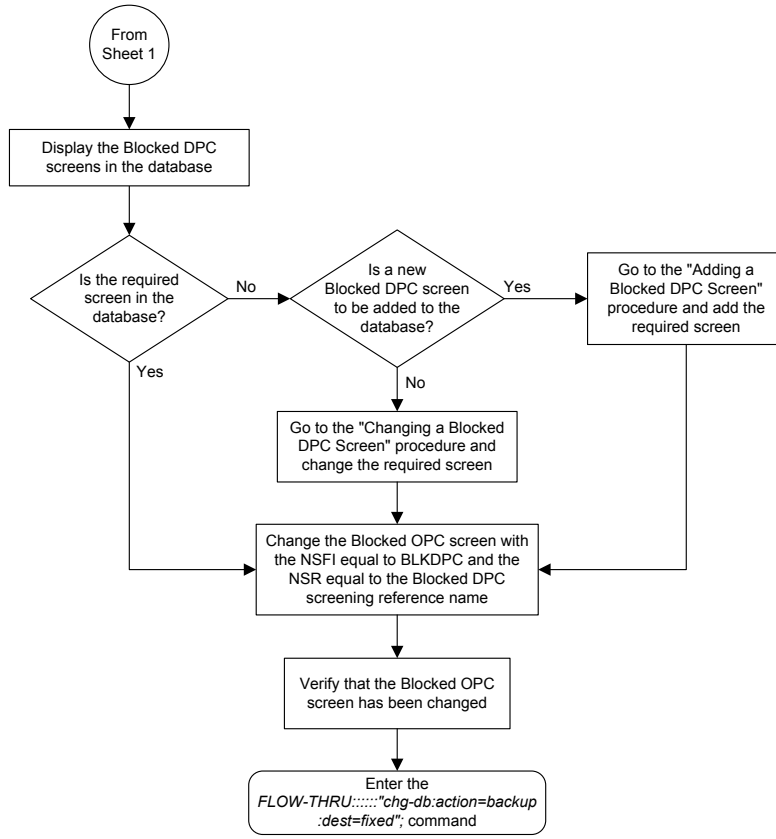 From
Sheet 1
Display the Blocked DPC
screens in the database
Is the required
screen in the
database?
No
Is a new
Blocked DPC screen
to be added to the
database?
Yes
Go to the "Adding a
Blocked DPC Screen"
procedure and add the
required screen
Yes
No
Go to the "Changing a Blocked
DPC Screen" procedure and
change the required screen
Change the Blocked OPC screen with
the NSFI equal to BLKDPC and the
NSR equal to the Blocked DPC
screening reference name
Verify that the Blocked OPC
screen has been changed
Enter the
FLOW-THRU::::::"chg-db:action=backup
:dest=fixed"; command